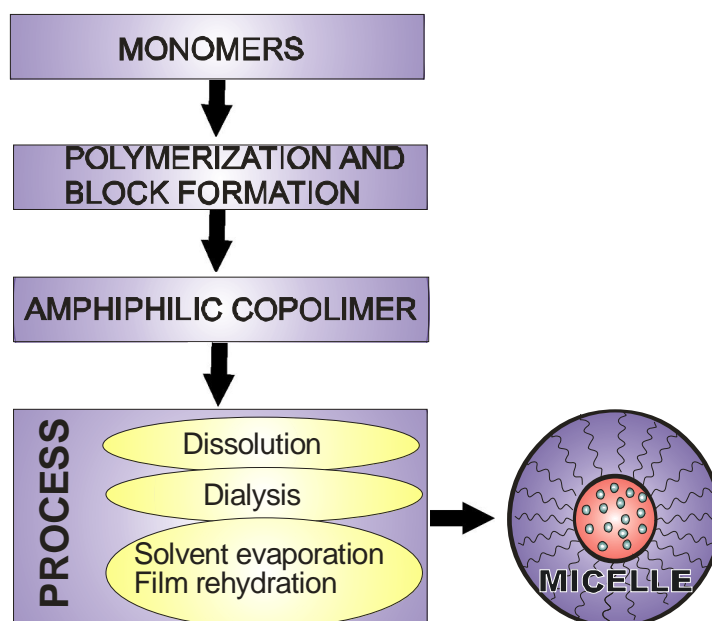 MONOMERS
POLYMERIZATION AND
BLOCK FORMATION
AMPHIPHILIC COPOLIMER
PROCESS
Dissolution
Dialysis
Solvent evaporation
Film rehydration
MICELLE